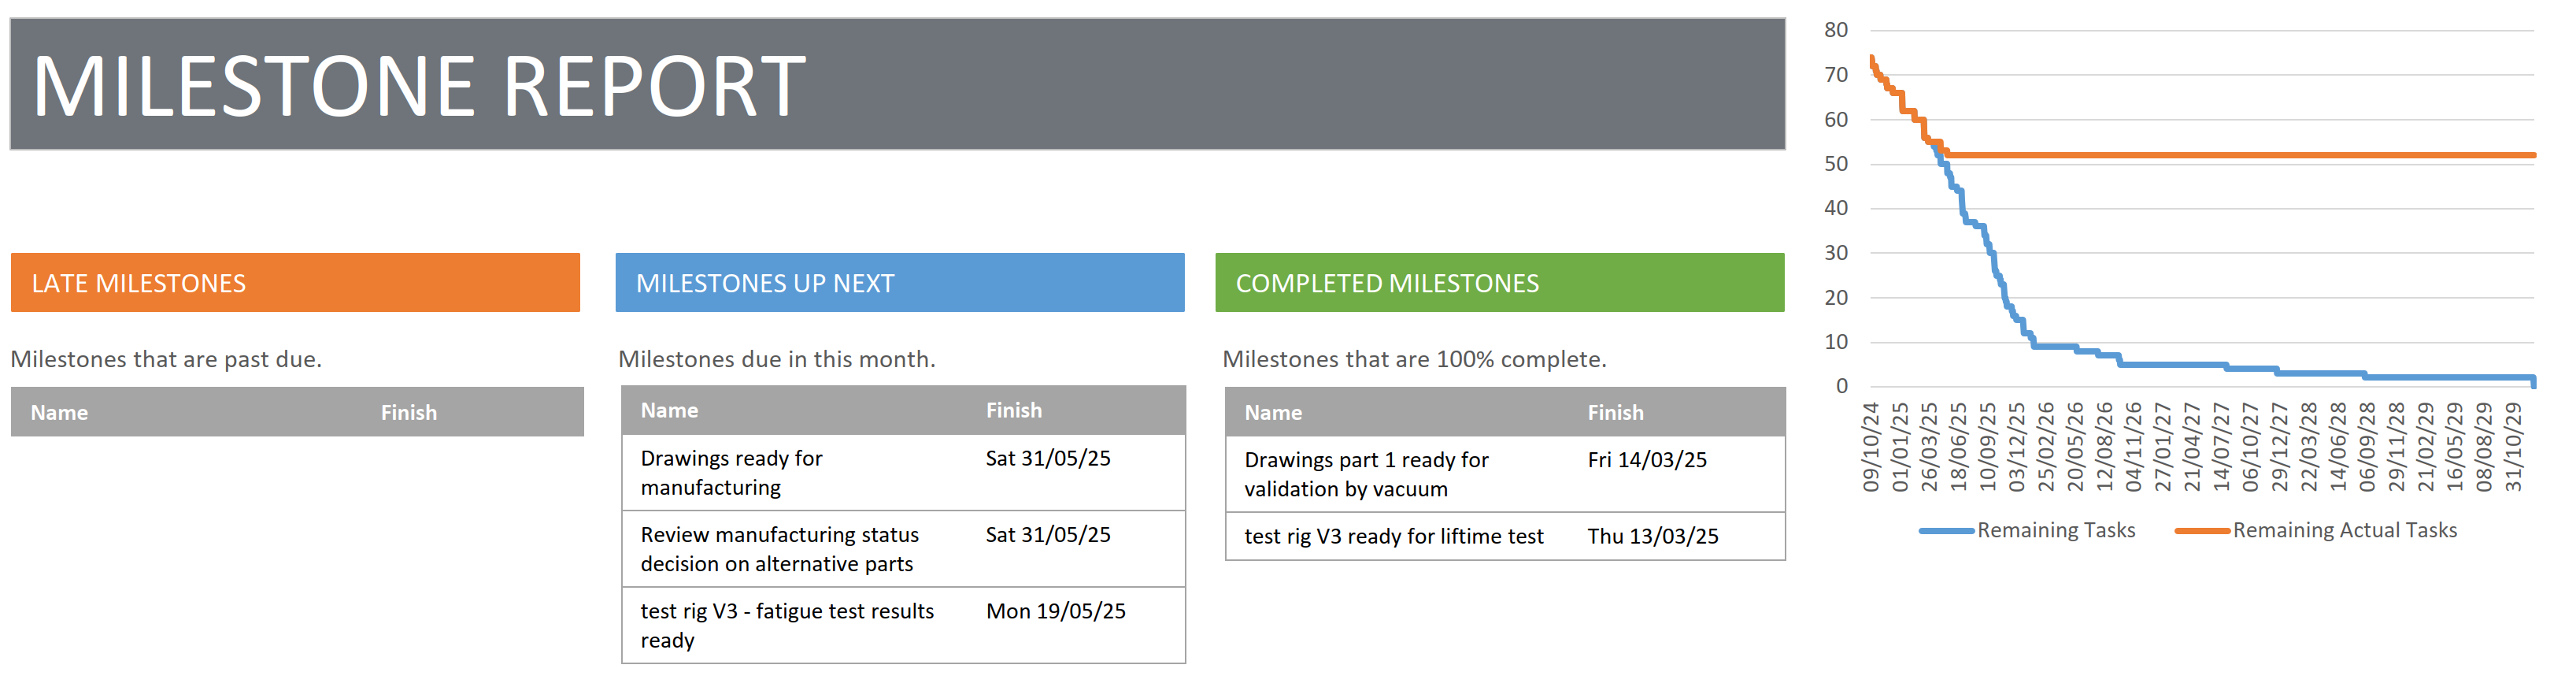 MILESTONE REPORT
LATE MILESTONES
Milestones that are past due.
Name Finish
MILESTONES UP NEXT
Milestones due in this month.
Name Finish
Drawings ready for Sat 31/05/25
manufacturing
Review manufacturing status Sat 31/05/25
decision on alternative parts
test rig V3 - fatigue test results Mon 19/05/25
ready
COMPLETED MILESTONES
Milestones that are 100% complete.
Name Finish
Drawings part 1 ready for Fri 14/03/25
validation by vacuum
test rig V3 ready for liftime test Thu 13/03/25
80
70
60
50
40
30
20
10
0
09/10/24
01/01/25
26/03/25
18/06/25
10/09/25
03/12/25
25/02/26
20/05/26
12/08/26
04/11/26
27/01/27
21/04/27
14/07/27
06/10/27
29/12/27
22/03/28
14/06/28
06/09/28
29/11/28
21/02/29
16/05/29
08/08/29
31/10/29
Remaining Tasks Remaining Actual Tasks